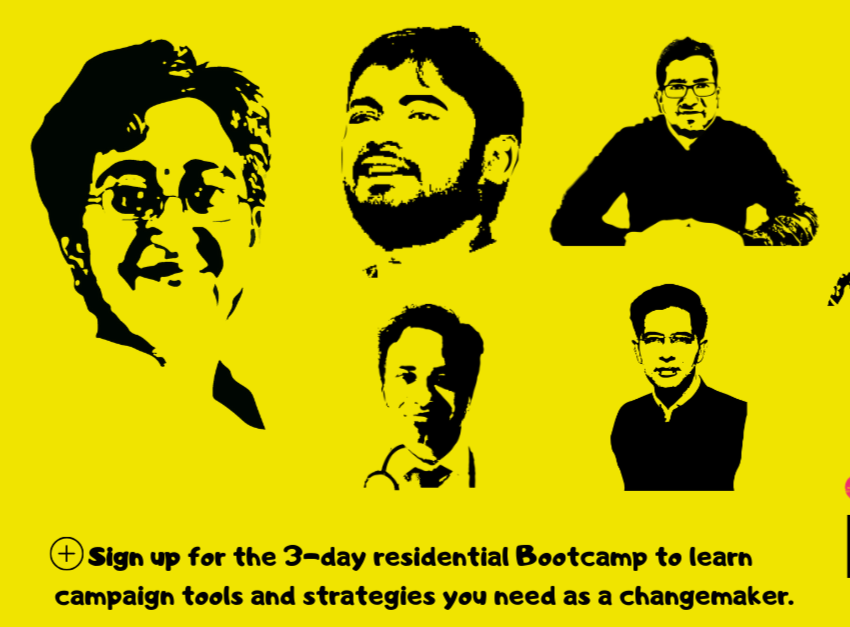 Sign up for the 3-day residential Bootcamp to learn
campaign tools and strategies you need as a changemaker.